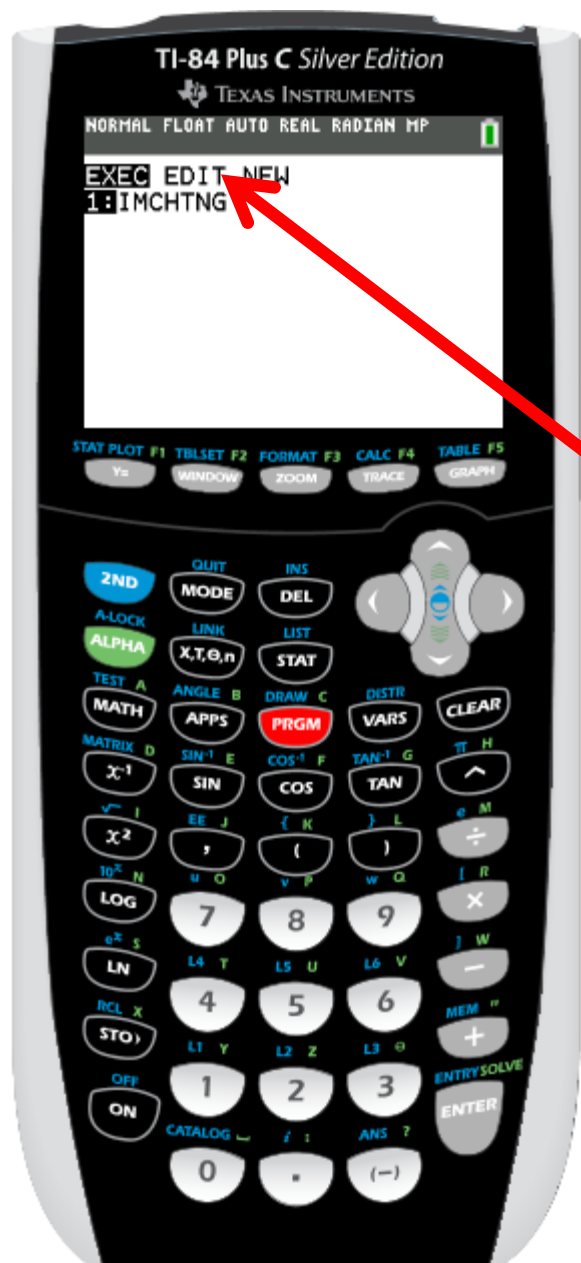 TI-84 Plus C Silver Edition
TEXAS INSTRUMENTS
NORMAL FLOAT AUTO REAL RADIAN MP
EXEC EDIT NEW
1:IMCHTNG
STAT PLOT F1 TBLSET F2 FORMAT F3 CALC F4 TABLE F5
Y= WINDOW ZOOM TRACE GRAPH
QUIT INS
2ND MODE DEL
A-LOCK LINK LIST
ALPHA X,T,Θ,n STAT
TEST A ANGLE B DRAW C DISTR
MATH APPS PRGM VARS CLEAR
MATRIX D SIN⁻¹ E COS⁻¹ F TAN⁻¹ G π H
x⁻¹ SIN COS TAN ^
√‾ I EE J { K } L e M
x² , ( ) ÷
10ˣ N u O v P w Q [ R
LOG 7 8 9 ×
eˣ S L4 T L5 U L6 V ] W
LN 4 5 6 −
RCL X L1 Y L2 Z L3 Θ MEM "
STO› 1 2 3 +
OFF ENTRY SOLVE
ON ENTER
CATALOG ⎵ i : ANS ?
0 . (−)